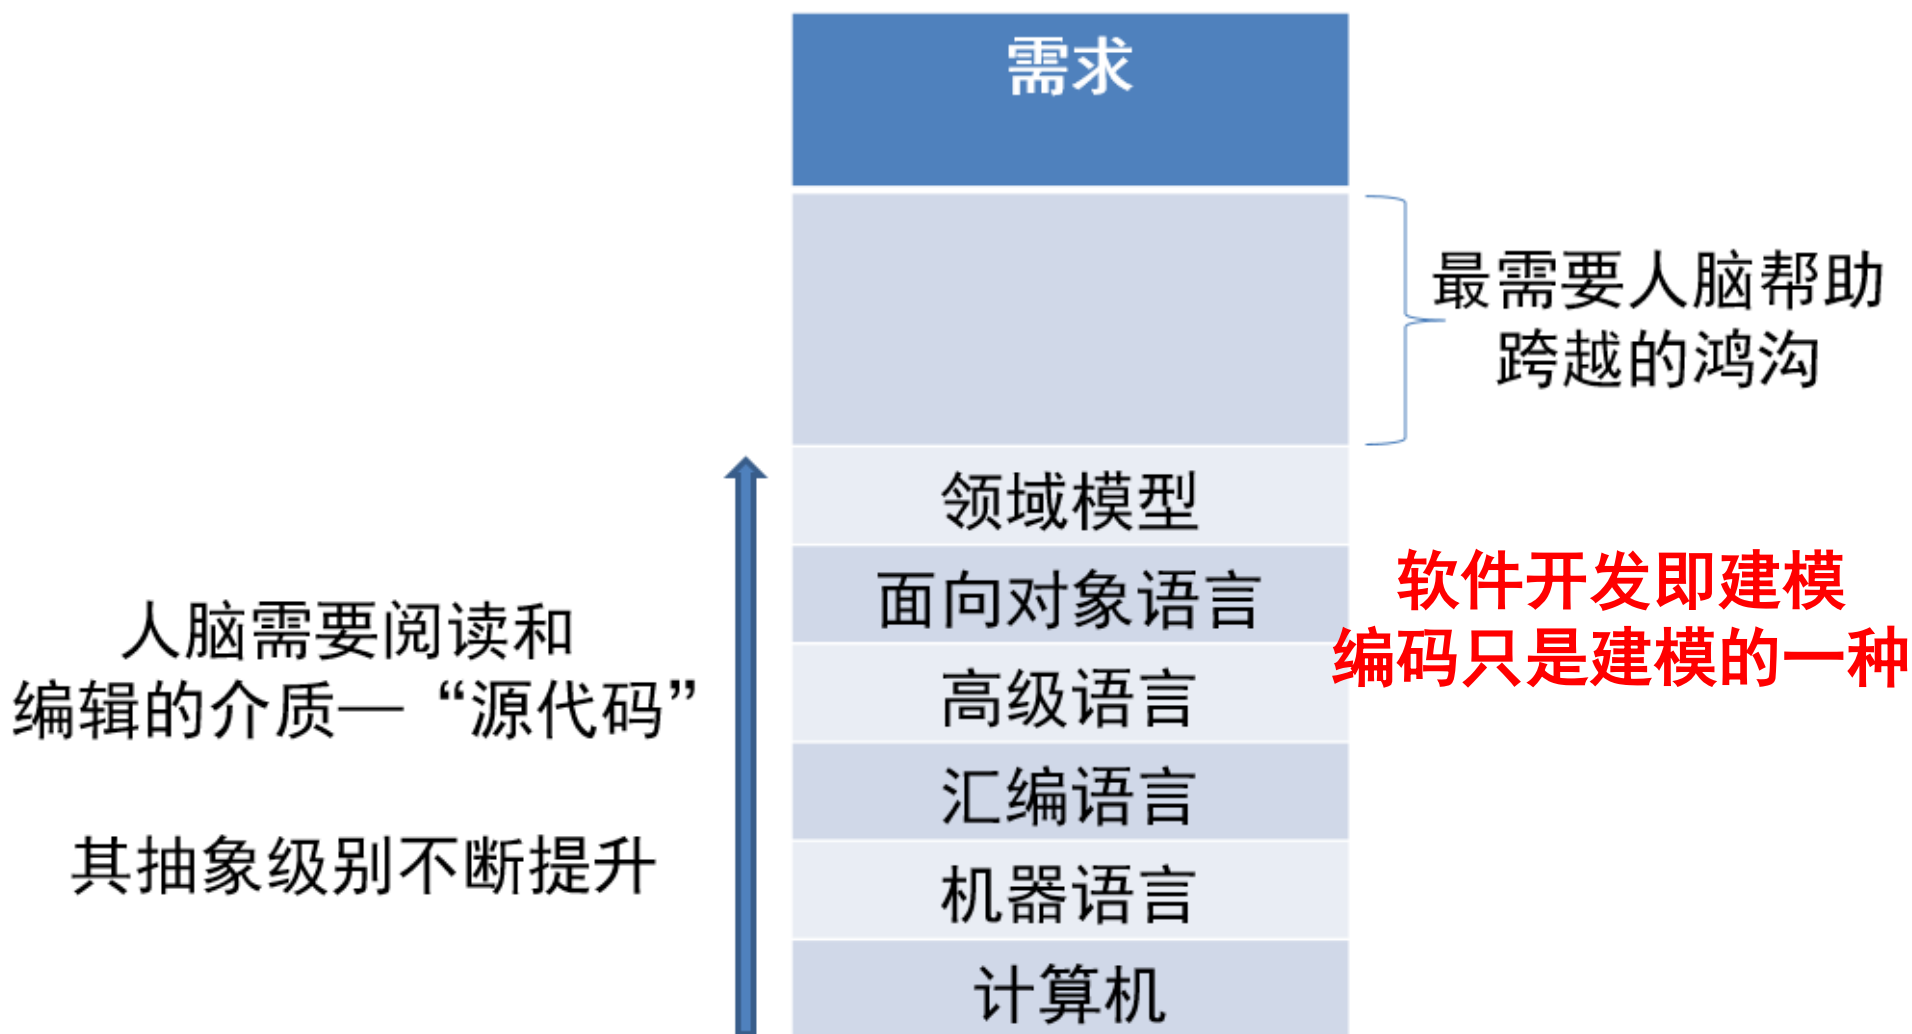 需求
最需要人脑帮助
跨越的鸿沟
领域模型
面向对象语言
高级语言
汇编语言
机器语言
计算机
软件开发即建模
编码只是建模的一种
人脑需要阅读和
编辑的介质—“源代码”
其抽象级别不断提升